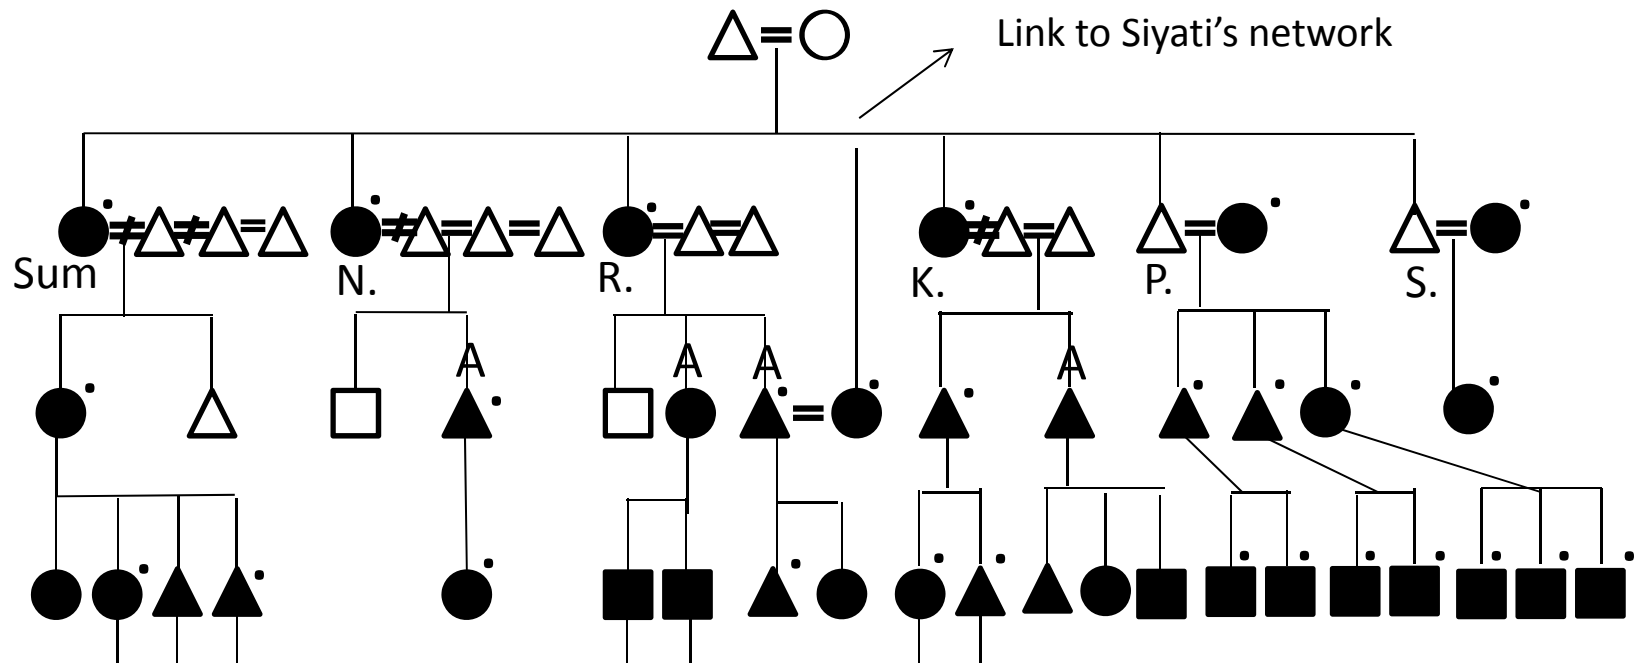 Link to Siyati’s network
Sum
N.
R.
K.
P.
S.
A
A
A
A